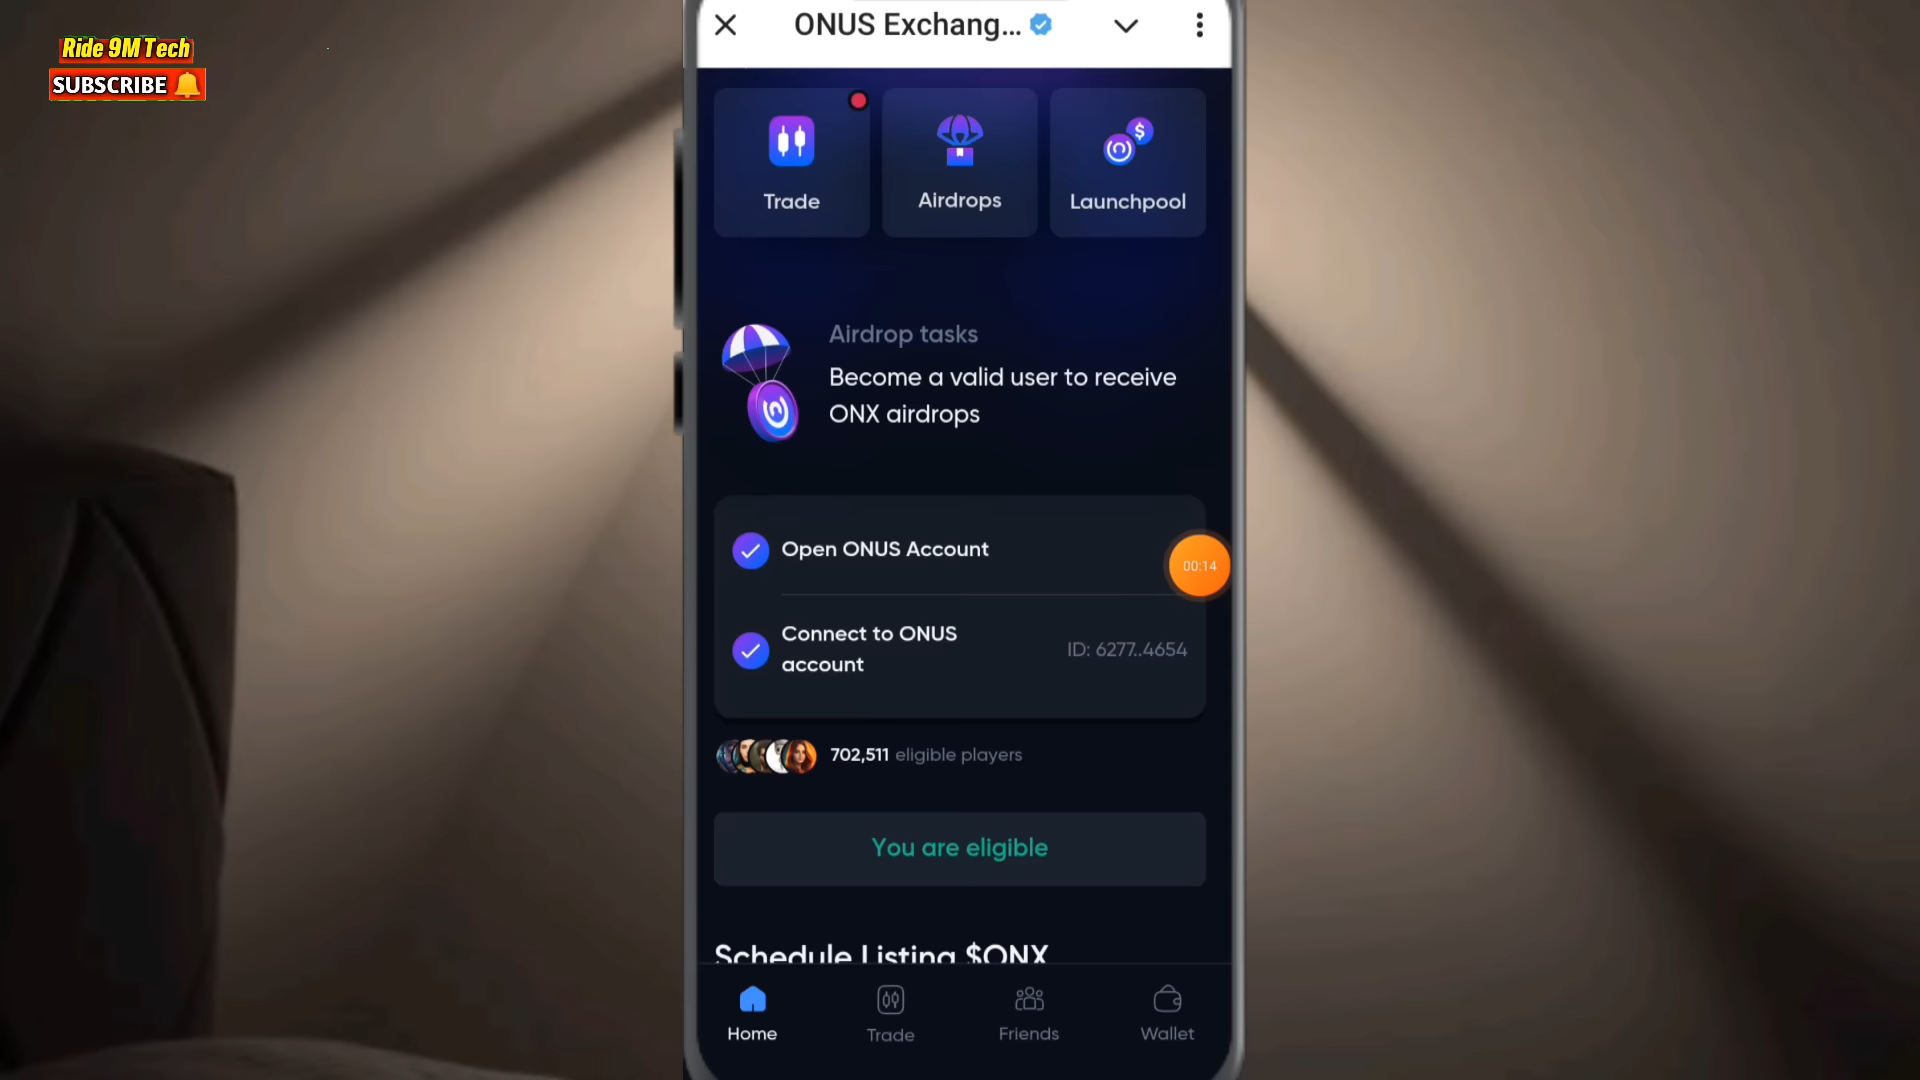 Ride 9M Tech
SUBSCRIBE
ONUS Exchang...
Trade
Airdrops
Launchpool
Airdrop tasks
Become a valid user to receive
ONX airdrops
Open ONUS Account
00:14
Connect to ONUS
account
ID: 6277..4654
702,511 eligible players
You are eligible
Schedule Listing $ONX
Home
Trade
Friends
Wallet